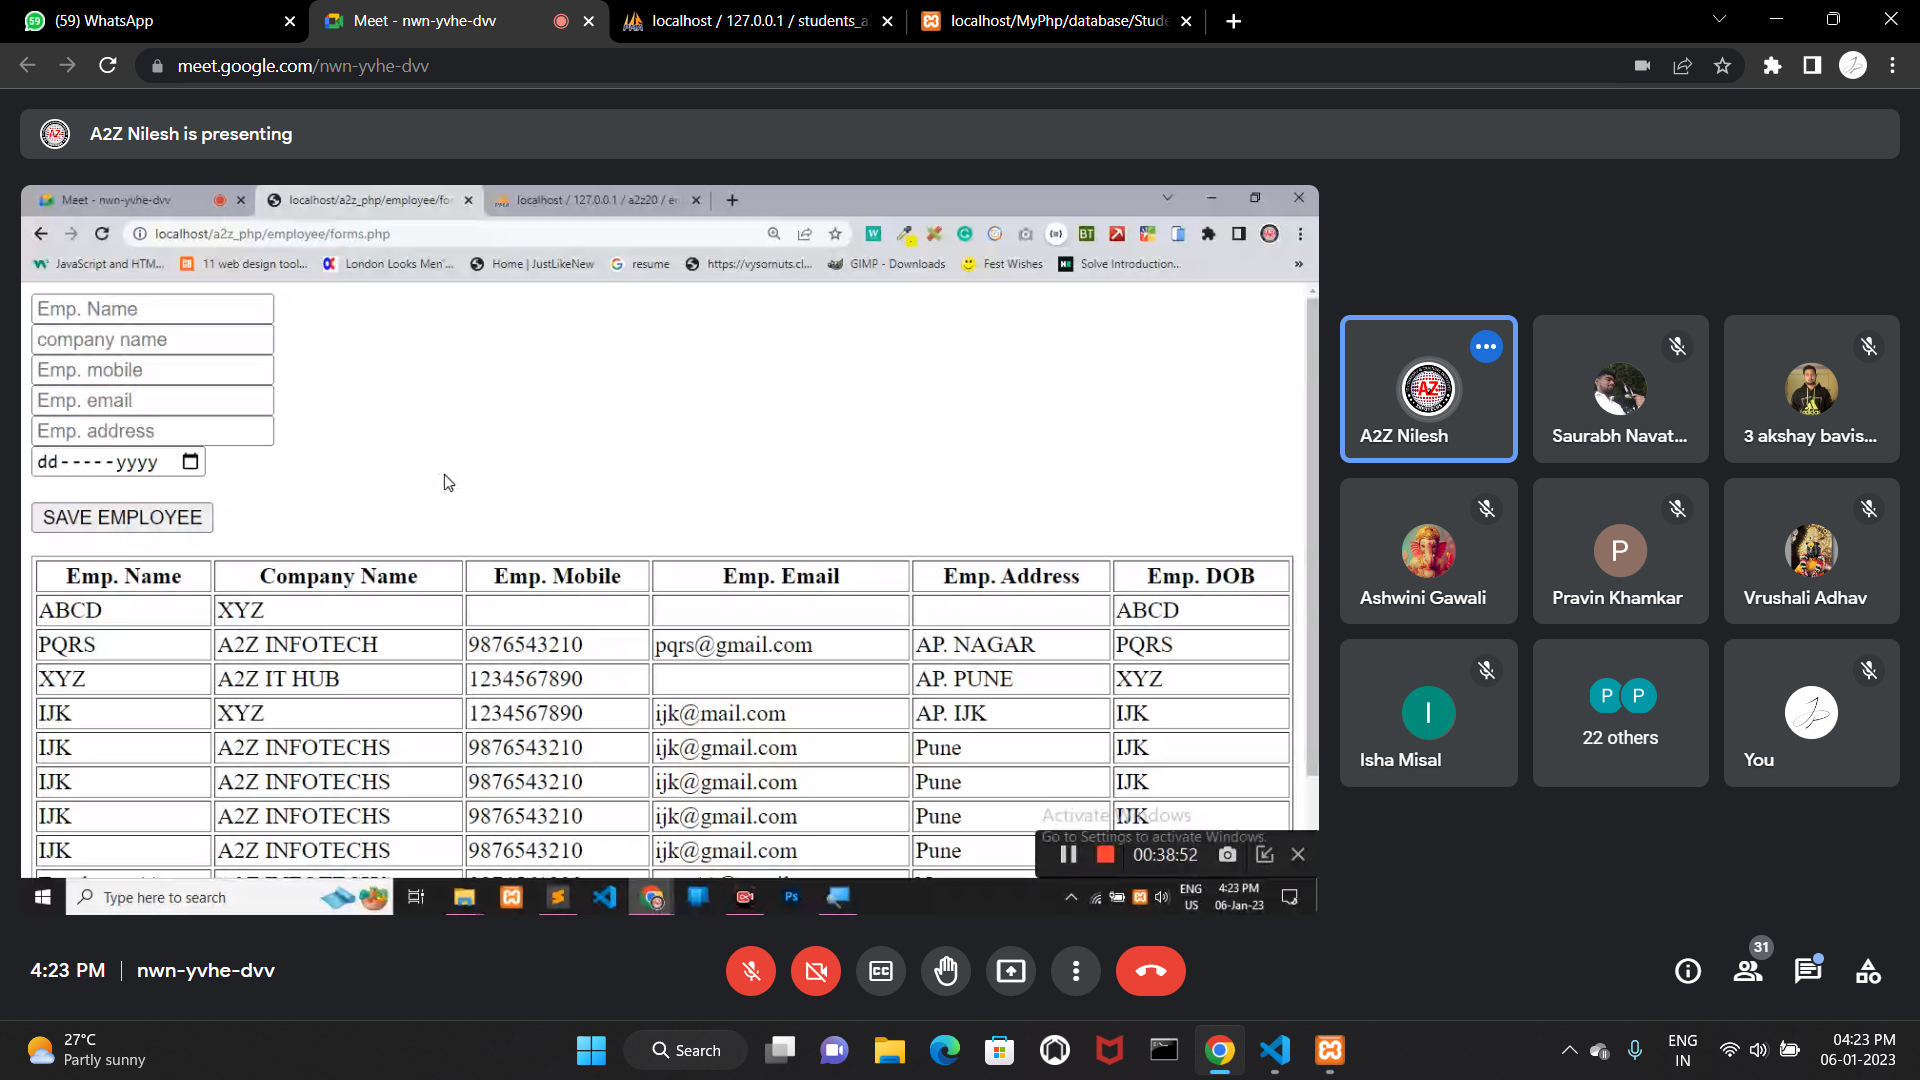 (59) WhatsApp
Meet - nwn-yvhe-dvv
localhost / 127.0.0.1 / students_a
localhost/MyPhp/database/Stude
meet.google.com/nwn-yvhe-dvv
A2Z Nilesh is presenting
Meet - nwn-yvhe-dvv
localhost/a2z_php/employee/for
localhost / 127.0.0.1 / a2z20 / e
localhost/a2z_php/employee/forms.php
JavaScript and HTM...
11 web design tool...
London Looks Men'...
Home | JustLikeNew
resume
https://vysornuts.cl...
GIMP - Downloads
Fest Wishes
Solve Introduction...
»
Emp. Name
company name
Emp. mobile
Emp. email
Emp. address
dd-----yyyy
SAVE EMPLOYEE
Emp. Name Company Name Emp. Mobile Emp. Email Emp. Address Emp. DOB
ABCD XYZ ABCD
PQRS A2Z INFOTECH 9876543210 pqrs@gmail.com AP. NAGAR PQRS
XYZ A2Z IT HUB 1234567890 AP. PUNE XYZ
IJK XYZ 1234567890 ijk@mail.com AP. IJK IJK
IJK A2Z INFOTECHS 9876543210 ijk@gmail.com Pune IJK
IJK A2Z INFOTECHS 9876543210 ijk@gmail.com Pune IJK
IJK A2Z INFOTECHS 9876543210 ijk@gmail.com Pune IJK
IJK A2Z INFOTECHS 9876543210 ijk@gmail.com Pune
Activate Windows
Go to Settings to activate Windows.
00:38:52
Type here to search
ENG
US
4:23 PM
06-Jan-23
A2Z Nilesh
Saurabh Navat...
3 akshay bavis...
Ashwini Gawali
P
Pravin Khamkar
Vrushali Adhav
I
Isha Misal
P P
22 others
You
4:23 PM | nwn-yvhe-dvv
31
27°C
Partly sunny
Search
ENG
IN
04:23 PM
06-01-2023